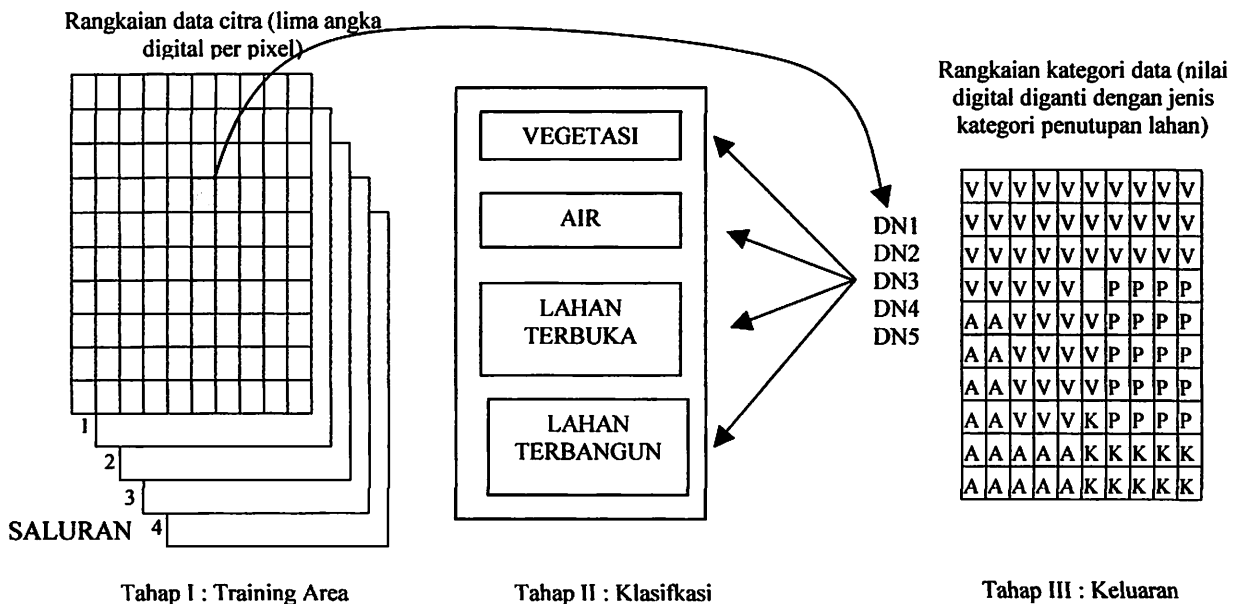 Rangkaian data citra (lima angka
digital per pixel)
1
2
3
SALURAN 4
Tahap I : Training Area
VEGETASI
AIR
LAHAN
TERBUKA
LAHAN
TERBANGUN
Tahap II : Klasifkasi
DN1
DN2
DN3
DN4
DN5
Rangkaian kategori data (nilai
digital diganti dengan jenis
kategori penutupan lahan)
V V V V V V V V V V
V V V V V V V V V V
V V V V V V V V V V
V V V V V P P P P
A A V V V V P P P P
A A V V V V P P P P
A A V V V V P P P P
A A V V V K P P P P
A A A A A K K K K K
A A A A A K K K K K
Tahap III : Keluaran